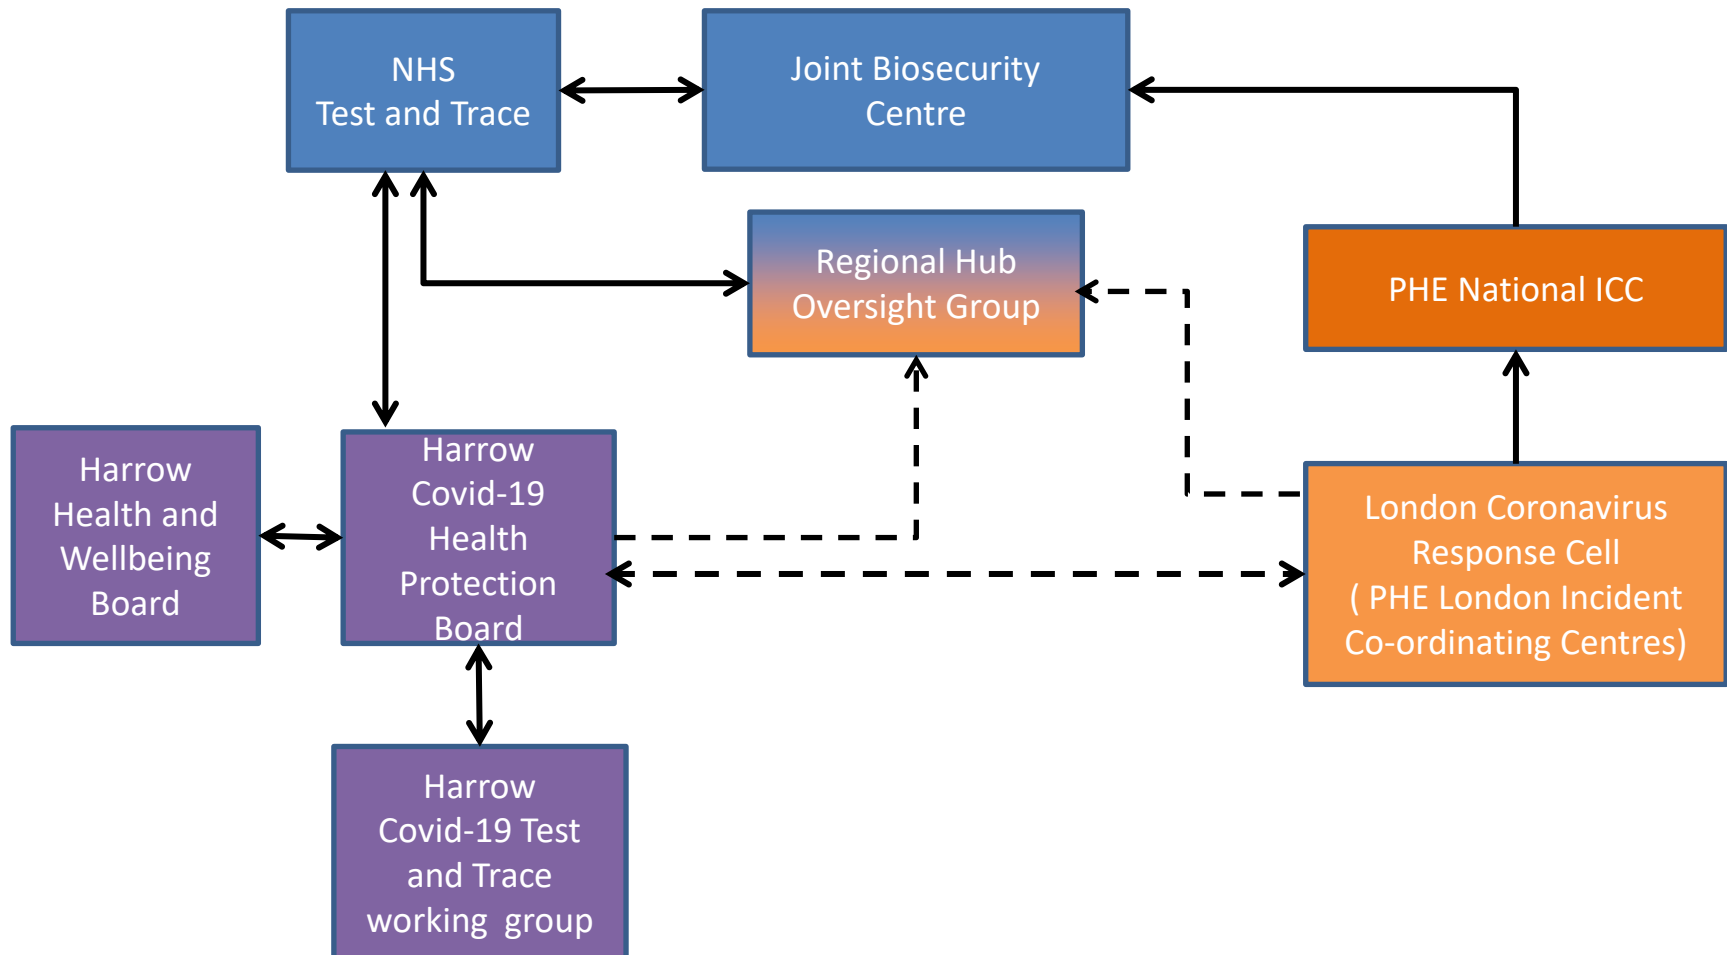 NHS
Test and Trace
Joint Biosecurity
Centre
Regional Hub
Oversight Group
PHE National ICC
Harrow
Health and
Wellbeing
Board
Harrow
Covid-19
Health
Protection
Board
London Coronavirus
Response Cell
( PHE London Incident
Co-ordinating Centres)
Harrow
Covid-19 Test
and Trace
working  group